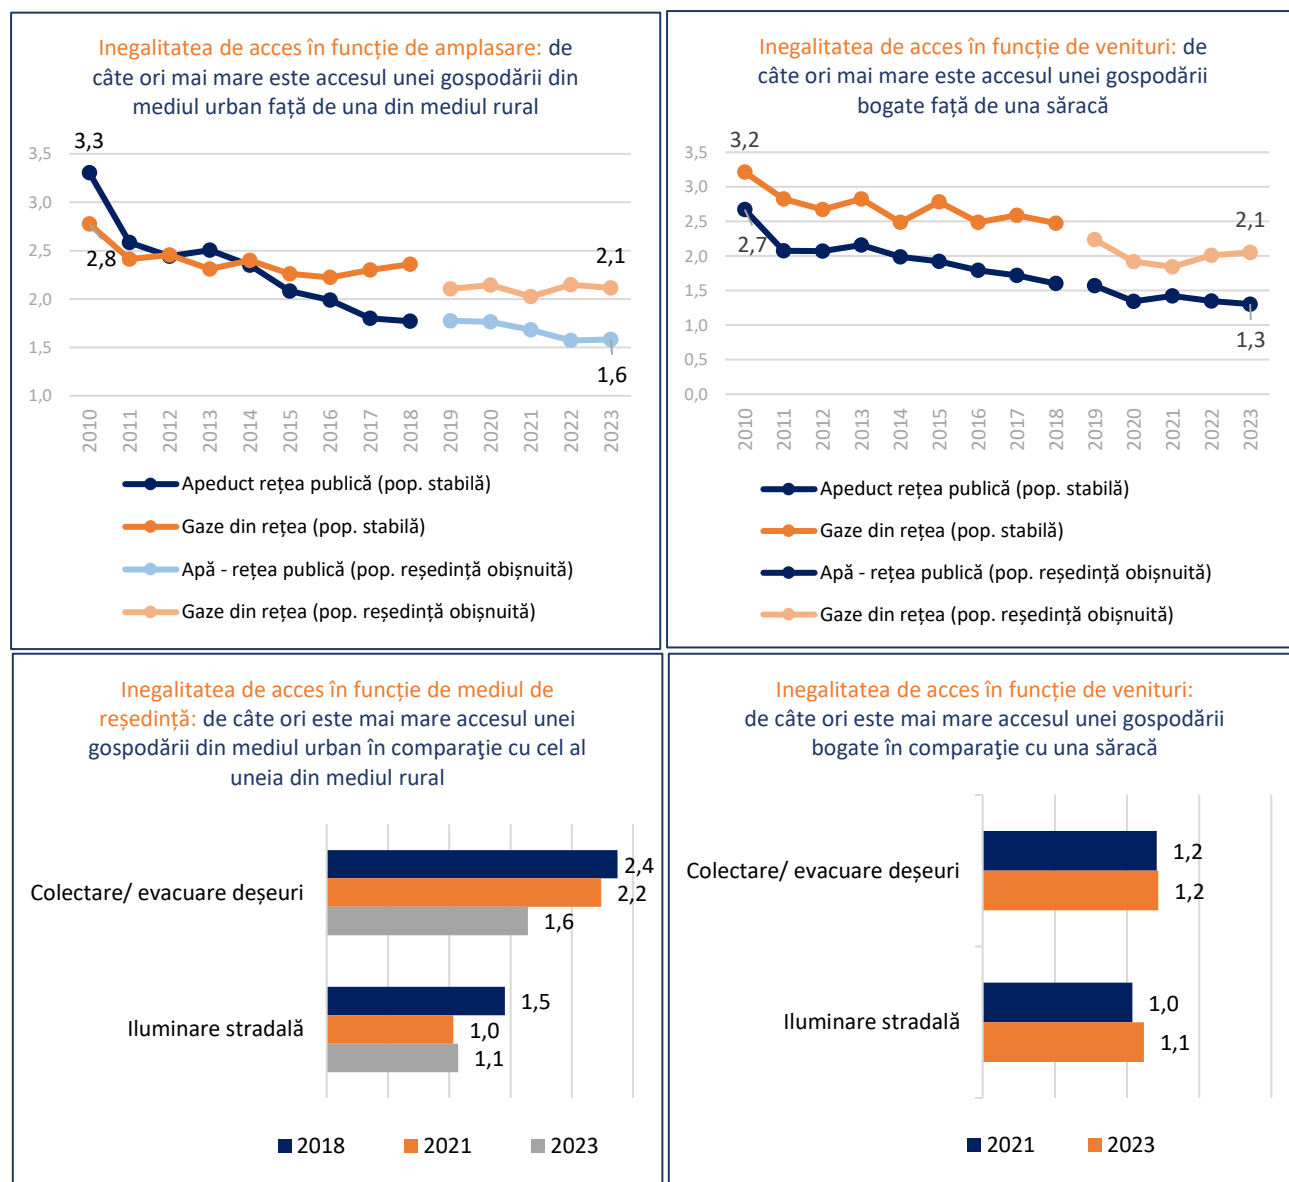 Inegalitatea de acces în funcție de amplasare: de
câte ori mai mare este accesul unei gospodării din
mediul urban față de una din mediul rural
3,5
3,0
2,5
2,0
1,5
1,0
3,3
2,8
2,1
1,6
2010
2011
2012
2013
2014
2015
2016
2017
2018
2019
2020
2021
2022
2023
Apeduct rețea publică (pop. stabilă)
Gaze din rețea (pop. stabilă)
Apă - rețea publică (pop. reședință obișnuită)
Gaze din rețea (pop. reședință obișnuită)
Inegalitatea de acces în funcție de venituri: de
câte ori mai mare este accesul unei gospodării
bogate față de una săracă
3,5
3,0
2,5
2,0
1,5
1,0
0,5
0,0
3,2
2,7
2,1
1,3
2010
2011
2012
2013
2014
2015
2016
2017
2018
2019
2020
2021
2022
2023
Apeduct rețea publică (pop. stabilă)
Gaze din rețea (pop. stabilă)
Apă - rețea publică (pop. reședință obișnuită)
Gaze din rețea (pop. reședință obișnuită)
Inegalitatea de acces în funcție de mediul de
reședință: de câte ori este mai mare accesul unei
gospodării din mediul urban în comparaţie cu cel al
uneia din mediul rural
Colectare/ evacuare deșeuri
2,4
2,2
1,6
Iluminare stradală
1,5
1,0
1,1
2018
2021
2023
Inegalitatea de acces în funcție de venituri:
de câte ori este mai mare accesul unei gospodării
bogate în comparaţie cu una săracă
Colectare/ evacuare deșeuri
1,2
1,2
Iluminare stradală
1,0
1,1
2021
2023